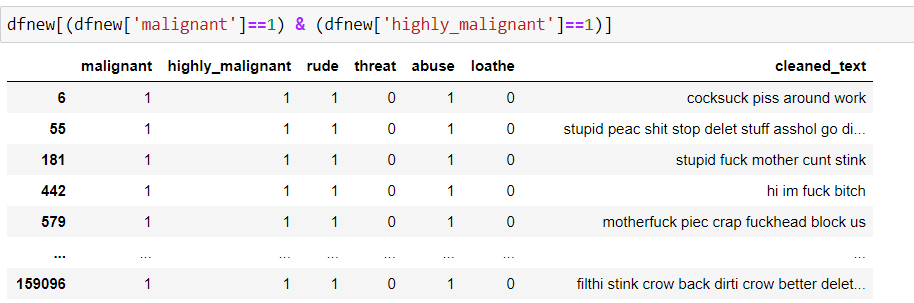 dfnew[(dfnew['malignant']==1) & (dfnew['highly_malignant']==1)]
malignant highly_malignant rude threat abuse loathe cleaned_text
6 1 1 1 0 1 0 cocksuck piss around work
55 1 1 1 0 1 0 stupid peac shit stop delet stuff asshol go di...
181 1 1 1 0 1 0 stupid fuck mother cunt stink
442 1 1 1 0 1 0 hi im fuck bitch
579 1 1 1 0 1 0 motherfuck piec crap fuckhead block us
... ... ... ... ... ... ... ...
159096 1 1 1 0 1 0 filthi stink crow back dirti crow better delet...